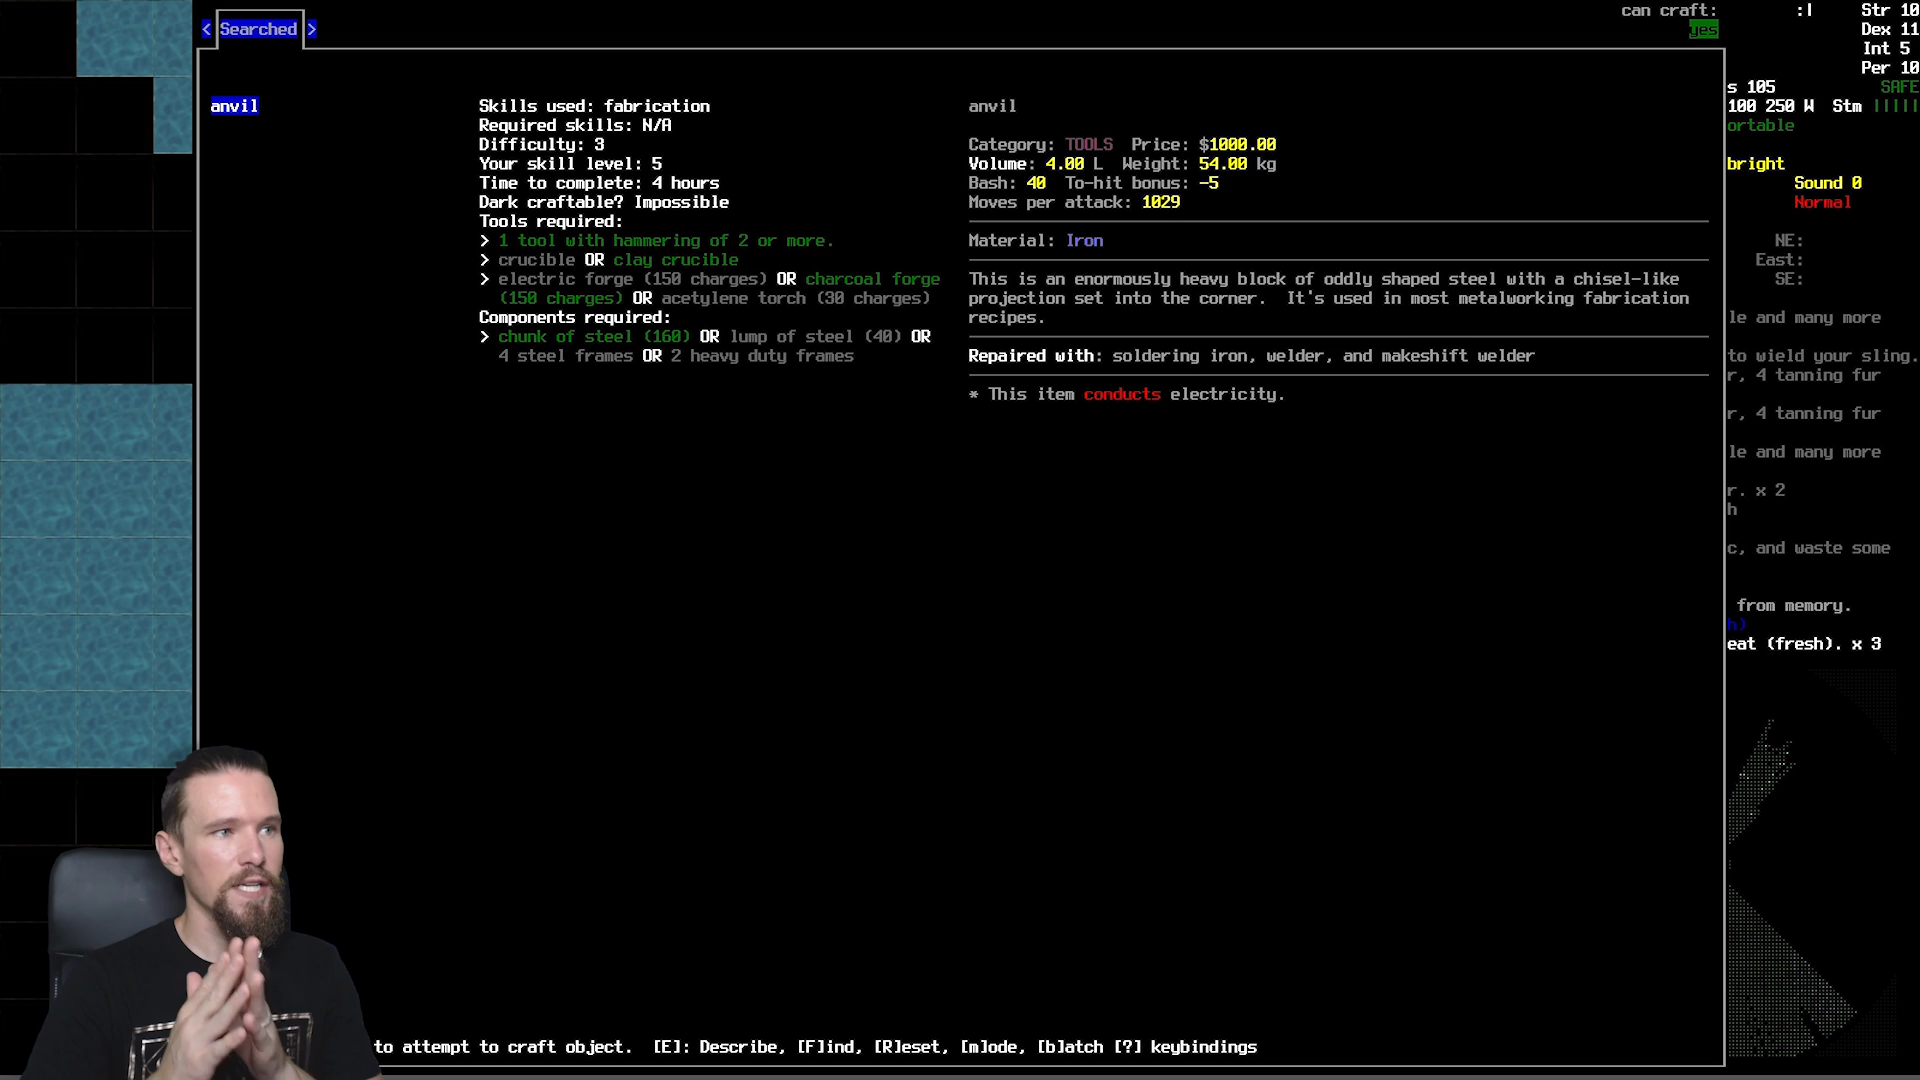 < Searched >
can craft:
yes
:|
Str 10
Dex 11
Int 5
Per 10
s 105 SAFE
100 250 W Stm |||||
ortable
bright
Sound 0
Normal
NE:
East:
SE:
le and many more
to wield your sling.
r, 4 tanning fur
r, 4 tanning fur
le and many more
r. x 2
h
c, and waste some
from memory.
h)
eat (fresh). x 3
anvil
Skills used: fabrication
Required skills: N/A
Difficulty: 3
Your skill level: 5
Time to complete: 4 hours
Dark craftable? Impossible
Tools required:
> 1 tool with hammering of 2 or more.
> crucible OR clay crucible
> electric forge (150 charges) OR charcoal forge
(150 charges) OR acetylene torch (30 charges)
Components required:
> chunk of steel (160) OR lump of steel (40) OR
4 steel frames OR 2 heavy duty frames
anvil
Category: TOOLS Price: $1000.00
Volume: 4.00 L Weight: 54.00 kg
Bash: 40 To-hit bonus: -5
Moves per attack: 1029
Material: Iron
This is an enormously heavy block of oddly shaped steel with a chisel-like
projection set into the corner. It's used in most metalworking fabrication
recipes.
Repaired with: soldering iron, welder, and makeshift welder
* This item conducts electricity.
to attempt to craft object. [E]: Describe, [F]ind, [R]eset, [m]ode, [b]atch [?] keybindings